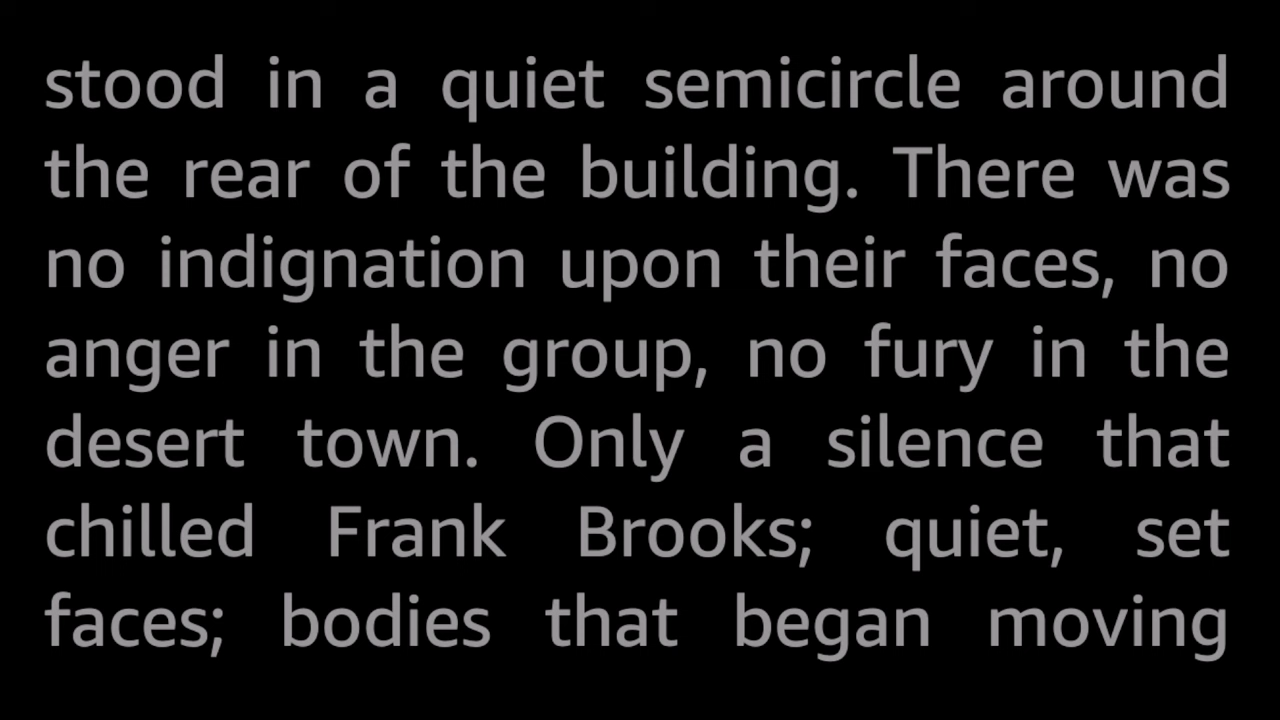 stood in a quiet semicircle around
the rear of the building. There was
no indignation upon their faces, no
anger in the group, no fury in the
desert town. Only a silence that
chilled Frank Brooks; quiet, set
faces; bodies that began moving